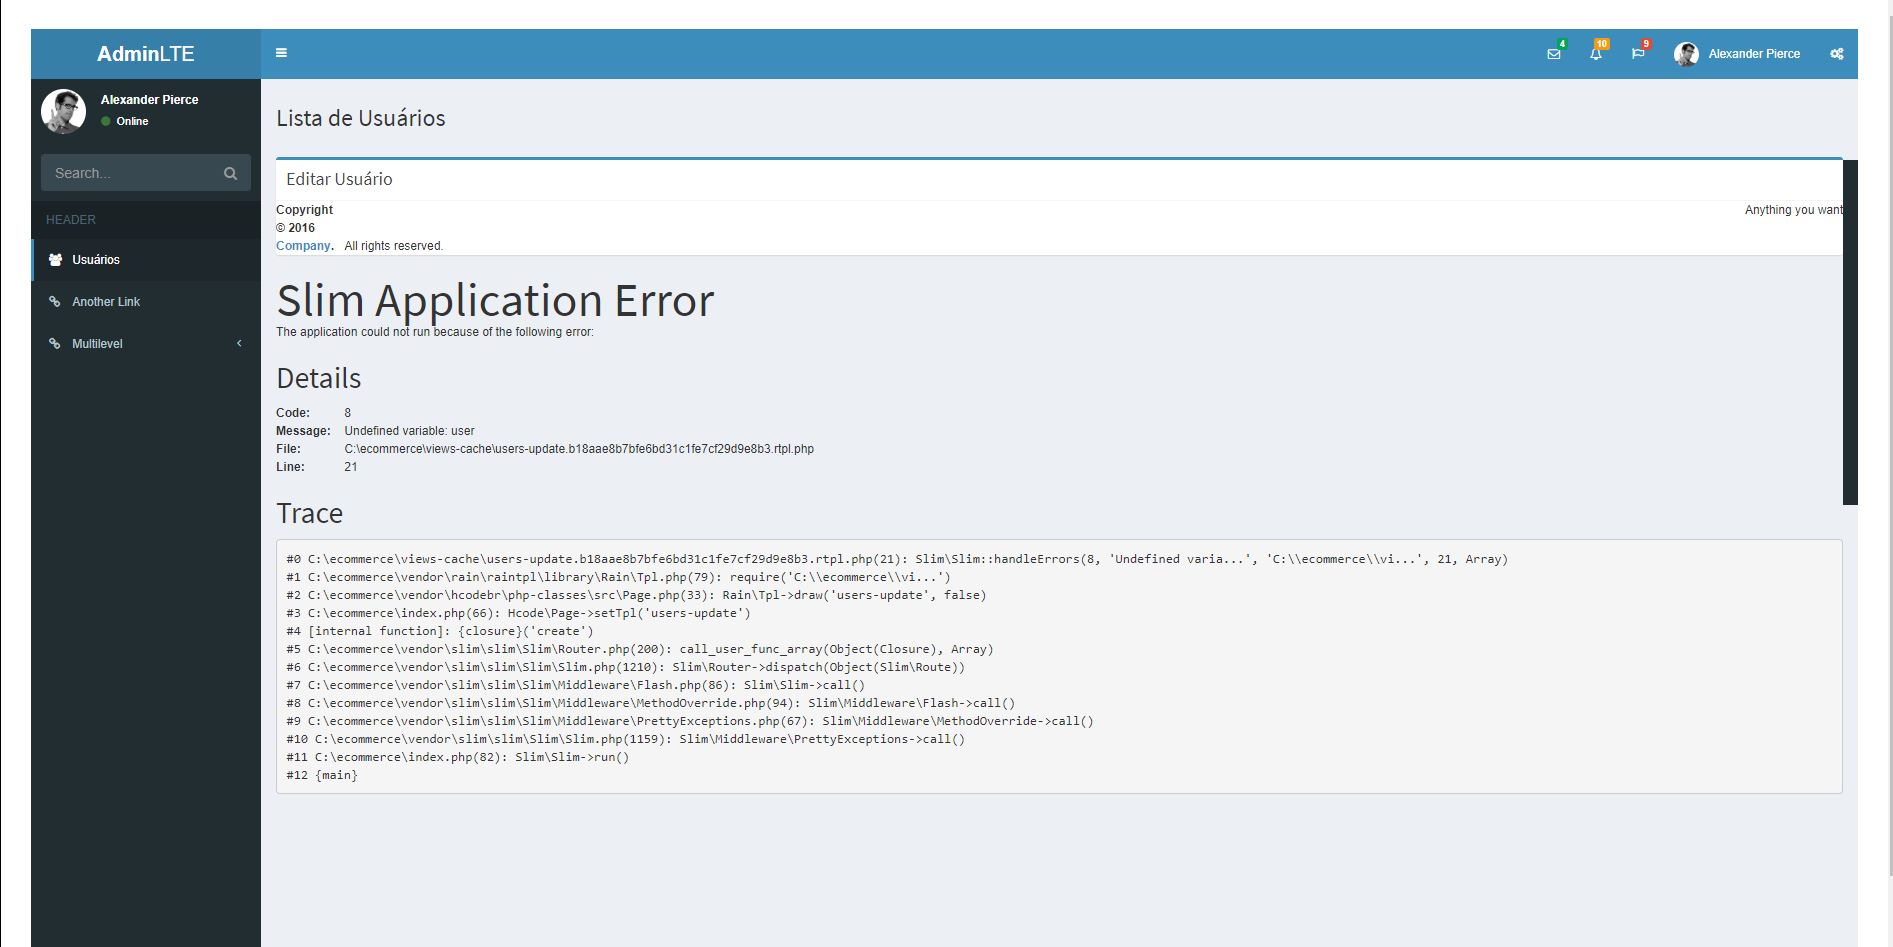 AdminLTE
4
10
9
Alexander Pierce
Alexander Pierce
Online
Search...
HEADER
Usuários
Another Link
Multilevel
Lista de Usuários
Editar Usuário
Copyright
© 2016
Company. All rights reserved.
Anything you want
Slim Application Error
The application could not run because of the following error:
Details
Code: 8
Message: Undefined variable: user
File: C:\ecommerce\views-cache\users-update.b18aae8b7bfe6bd31c1fe7cf29d9e8b3.rtpl.php
Line: 21
Trace
#0 C:\ecommerce\views-cache\users-update.b18aae8b7bfe6bd31c1fe7cf29d9e8b3.rtpl.php(21): Slim\Slim::handleErrors(8, 'Undefined varia...', 'C:\\ecommerce\\vi...', 21, Array)
#1 C:\ecommerce\vendor\rain\raintpl\library\Rain\Tpl.php(79): require('C:\\ecommerce\\vi...')
#2 C:\ecommerce\vendor\hcodebr\php-classes\src\Page.php(33): Rain\Tpl->draw('users-update', false)
#3 C:\ecommerce\index.php(66): Hcode\Page->setTpl('users-update')
#4 [internal function]: {closure}('create')
#5 C:\ecommerce\vendor\slim\slim\Slim\Router.php(200): call_user_func_array(Object(Closure), Array)
#6 C:\ecommerce\vendor\slim\slim\Slim\Slim.php(1210): Slim\Router->dispatch(Object(Slim\Route))
#7 C:\ecommerce\vendor\slim\slim\Slim\Middleware\Flash.php(86): Slim\Slim->call()
#8 C:\ecommerce\vendor\slim\slim\Slim\Middleware\MethodOverride.php(94): Slim\Middleware\Flash->call()
#9 C:\ecommerce\vendor\slim\slim\Slim\Middleware\PrettyExceptions.php(67): Slim\Middleware\MethodOverride->call()
#10 C:\ecommerce\vendor\slim\slim\Slim\Slim.php(1159): Slim\Middleware\PrettyExceptions->call()
#11 C:\ecommerce\index.php(82): Slim\Slim->run()
#12 {main}